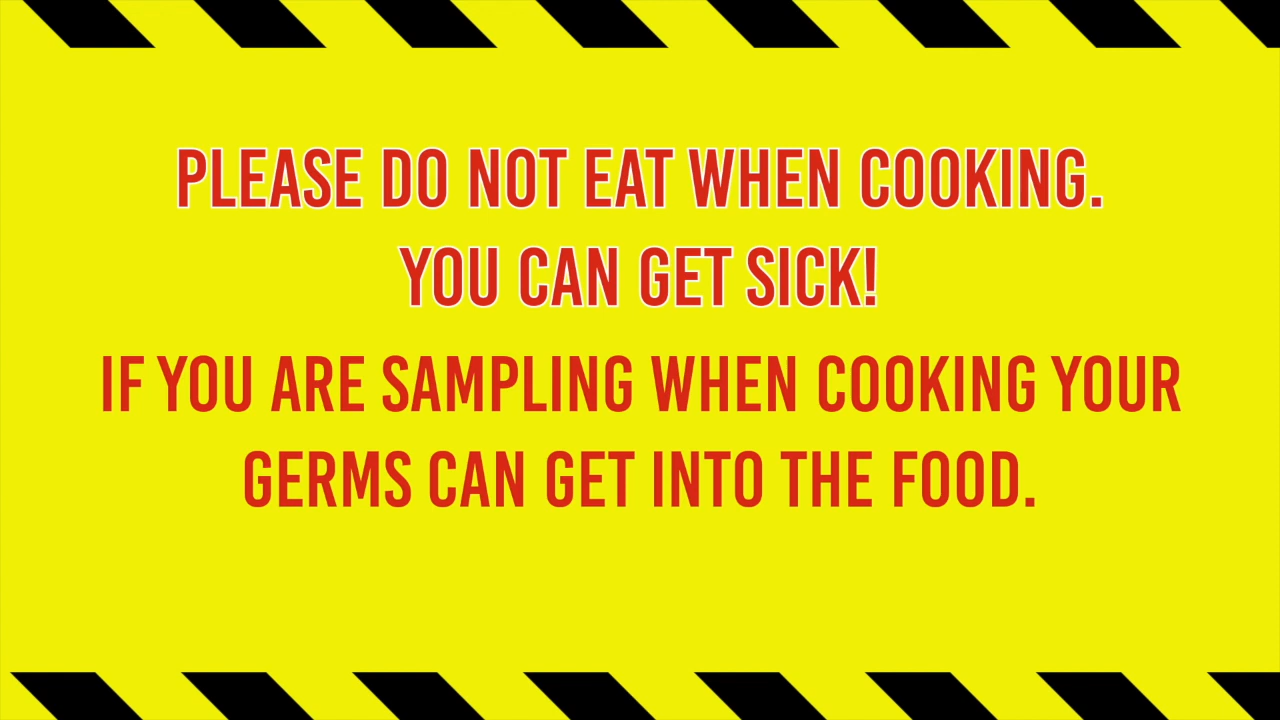 PLEASE DO NOT EAT WHEN COOKING.
YOU CAN GET SICK!
IF YOU ARE SAMPLING WHEN COOKING YOUR
GERMS CAN GET INTO THE FOOD.